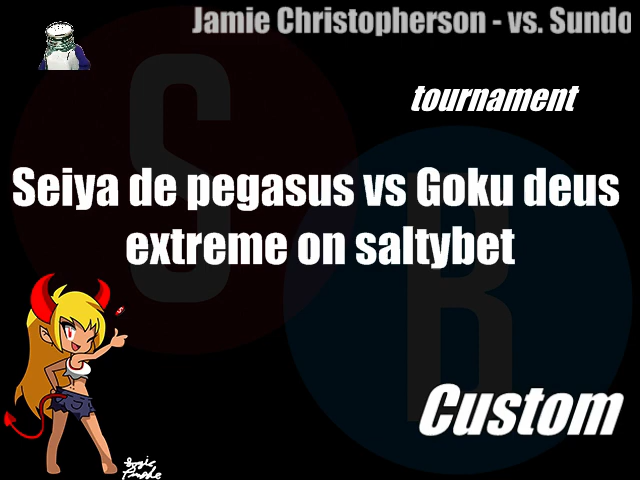 Jamie Christopherson - vs. Sundo
tournament
Seiya de pegasus vs Goku deus
extreme on saltybet
Custom
S
B